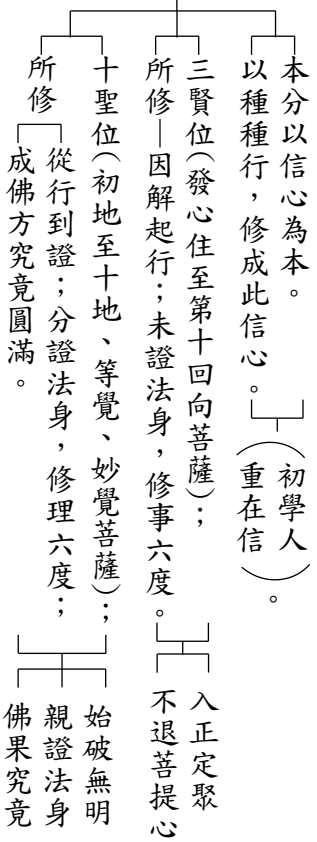 本分以信心為本。
以種種行，修成此信心。
（初學人
重在信）。
三賢位(發心住至第十回向菩薩)；
所修—因解起行；未證法身，修事六度。
入正定聚
不退菩提心
十聖位(初地至十地、等覺、妙覺菩薩)；
所修
從行到證；分證法身，修理六度；
成佛方究竟圓滿。
始破無明
親證法身
佛果究竟